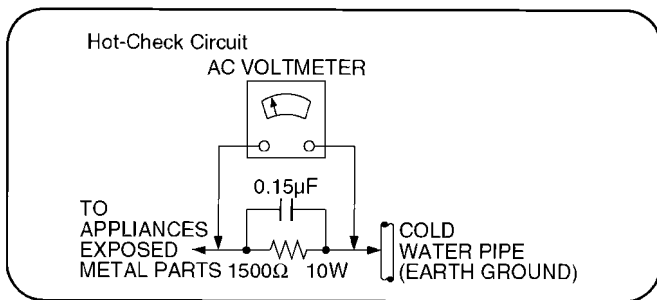 Hot-Check Circuit
AC VOLTMETER
0.15µF
TO
APPLIANCES
EXPOSED
METAL PARTS
1500Ω 10W
COLD
WATER PIPE
(EARTH GROUND)